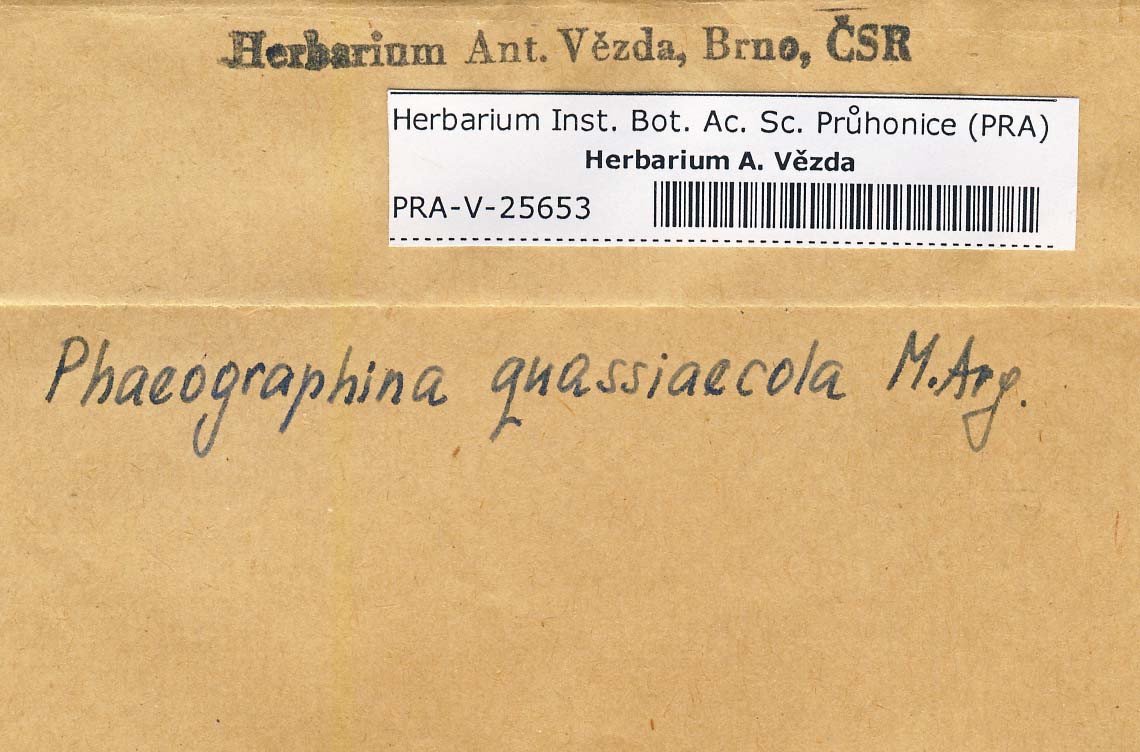 Herbarium Ant. Vězda, Brno, ČSR
Herbarium Inst. Bot. Ac. Sc. Průhonice (PRA)
Herbarium A. Vězda
PRA-V-25653
Phaeographina quassiaecola M.Arg.